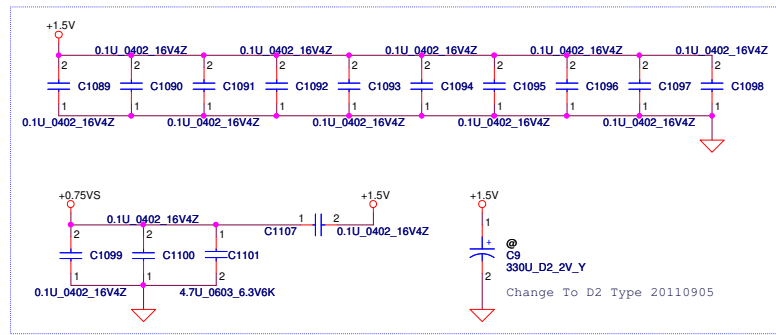 +1.5V
0.1U_0402_16V4Z 0.1U_0402_16V4Z 0.1U_0402_16V4Z 0.1U_0402_16V4Z 0.1U_0402_16V4Z
2 2 2 2 2 2 2 2 2 2
C1089 C1090 C1091 C1092 C1093 C1094 C1095 C1096 C1097 C1098
1 1 1 1 1 1 1 1 1 1
0.1U_0402_16V4Z 0.1U_0402_16V4Z 0.1U_0402_16V4Z 0.1U_0402_16V4Z 0.1U_0402_16V4Z
+0.75VS +1.5V +1.5V
0.1U_0402_16V4Z 1 2 1
C1107 0.1U_0402_16V4Z
2 2 1
C1099 C1100 C1101
1 1 2
0.1U_0402_16V4Z 4.7U_0603_6.3V6K
+ @
C9
330U_D2_2V_Y
2
Change To D2 Type 20110905